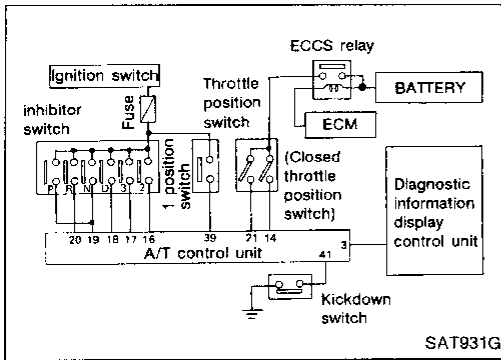 ECCS relay
Ignition switch
Throttle
position
switch
BATTERY
Fuse
inhibitor
switch
ECM
1 position
switch
(Closed
throttle
position
switch)
Diagnostic
information
display
control unit
P R N D 3 2
20 19 18 17 16 39 21 14
3
A/T control unit
41
Kickdown
switch
SAT931G